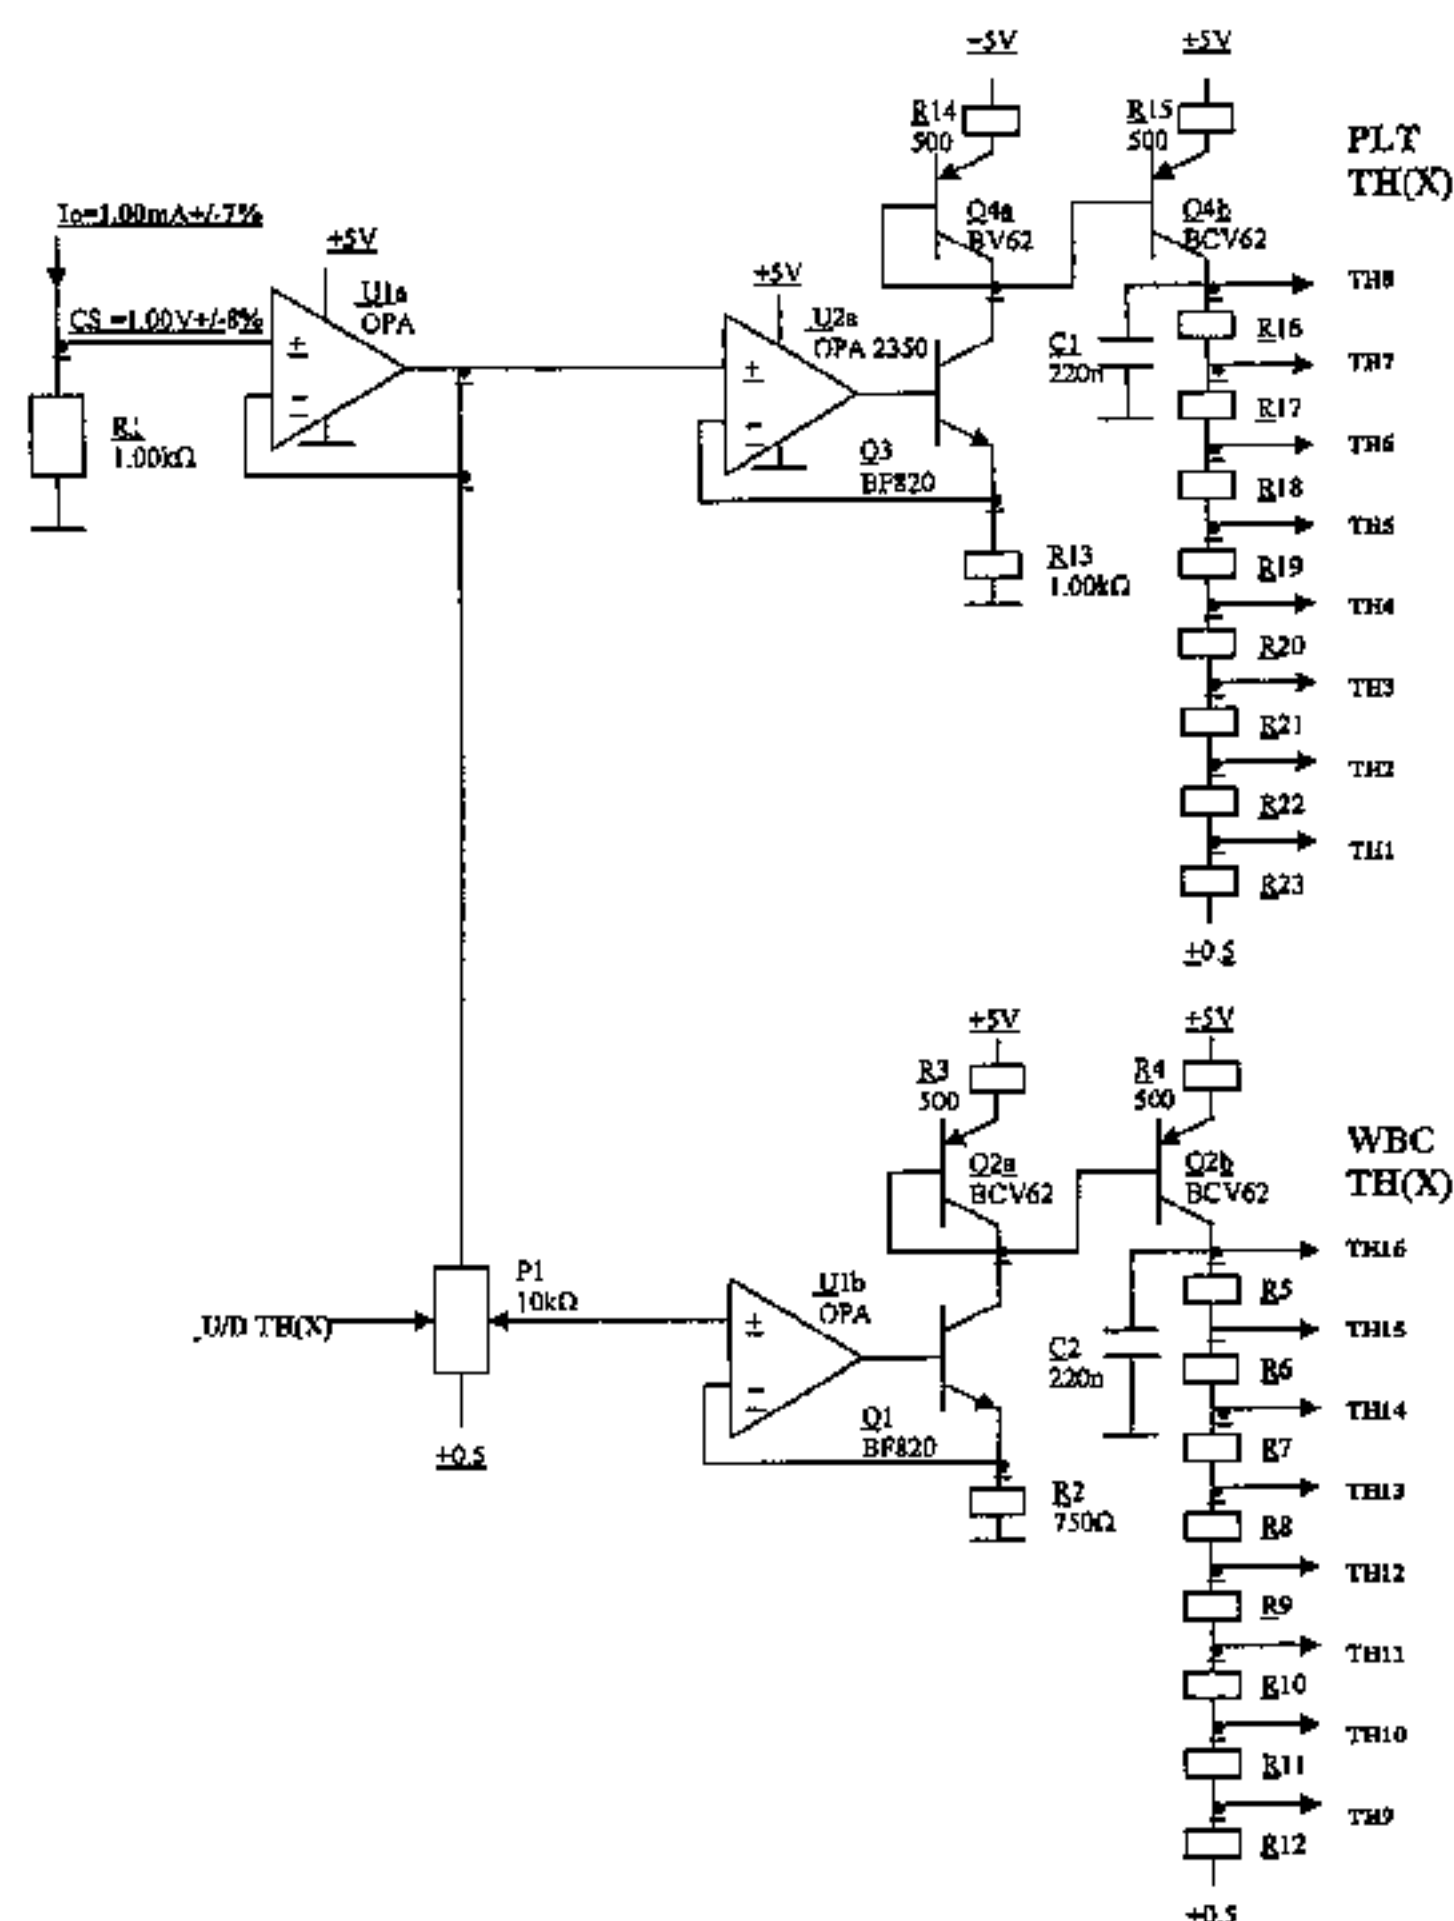 +5V
+5V
R14
500
R15
500
PLT
TH(X)
Io=1.00mA+/-7%
Q4a
BV62
Q4b
BCV62
+5V
CS =1.00V+/-8%
U1a
OPA
+5V
TH8
U2a
OPA 2350
C1
220n
R16
TH7
R17
R1
1.00kΩ
TH6
Q3
BF820
R18
TH5
R13
1.00kΩ
R19
TH4
R20
TH3
R21
TH2
R22
TH1
R23
+0.5
+5V
+5V
R3
500
R4
500
WBC
TH(X)
Q2a
BCV62
Q2b
BCV62
TH16
P1
10kΩ
U1b
OPA
R5
U/D TH(X)
TH15
C2
220n
R6
TH14
Q1
BF820
R7
+0.5
TH13
R2
750Ω
R8
TH12
R9
TH11
R10
TH10
R11
TH9
R12
+0.5